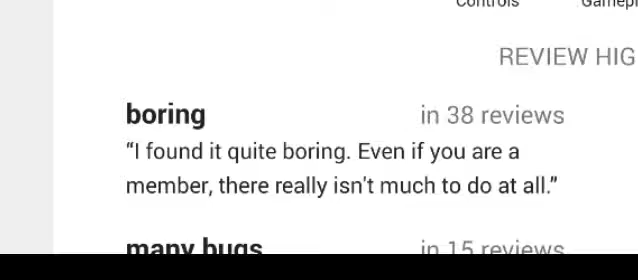 Controls
REVIEW HIG
boring in 38 reviews
“I found it quite boring. Even if you are a
member, there really isn't much to do at all.”
many bugs in 15 reviews